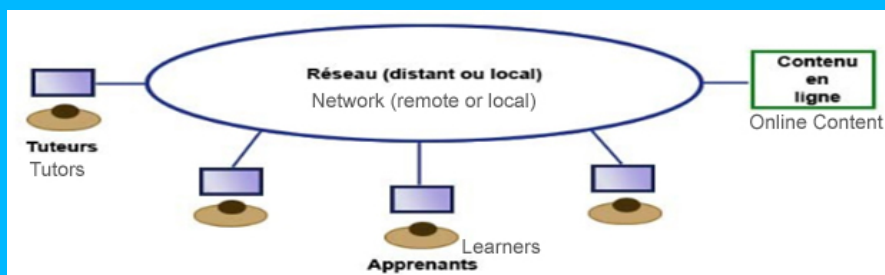 Réseau (distant ou local)
Network (remote or local)
Contenu
en
ligne
Online Content
Tuteurs
Tutors
Learners
Apprenants